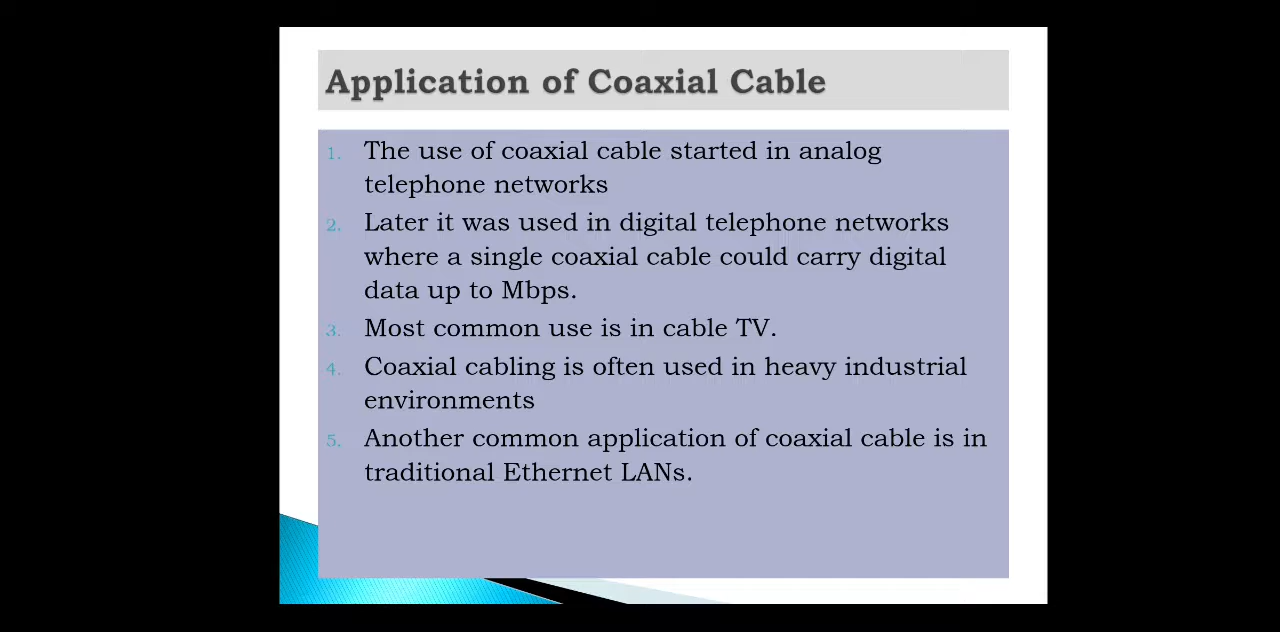 Application of Coaxial Cable
1. The use of coaxial cable started in analog
telephone networks
2. Later it was used in digital telephone networks
where a single coaxial cable could carry digital
data up to Mbps.
3. Most common use is in cable TV.
4. Coaxial cabling is often used in heavy industrial
environments
5. Another common application of coaxial cable is in
traditional Ethernet LANs.